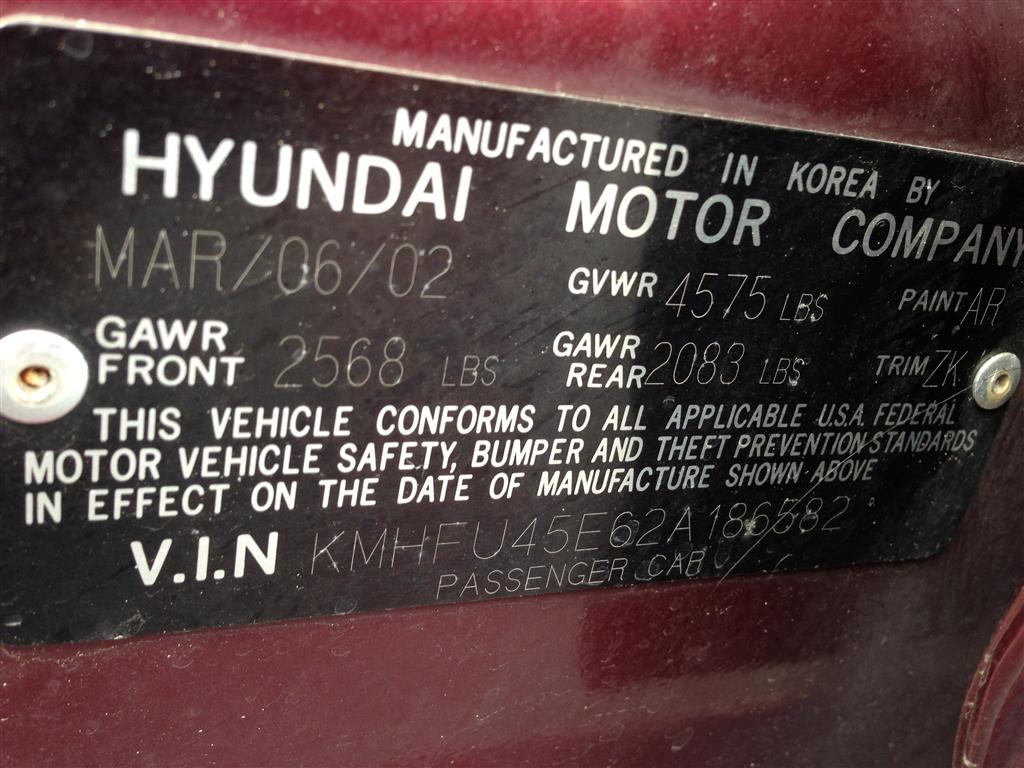 MANUFACTURED IN KOREA BY
HYUNDAI MOTOR COMPANY
MAR/06/02 GVWR 4575 LBS PAINT AR
GAWR FRONT 2568 LBS GAWR REAR 2083 LBS TRIM ZK
THIS VEHICLE CONFORMS TO ALL APPLICABLE U.S.A. FEDERAL
MOTOR VEHICLE SAFETY, BUMPER AND THEFT PREVENTION STANDARDS
IN EFFECT ON THE DATE OF MANUFACTURE SHOWN ABOVE
V.I.N KMHFU45E62A186582
PASSENGER CAR